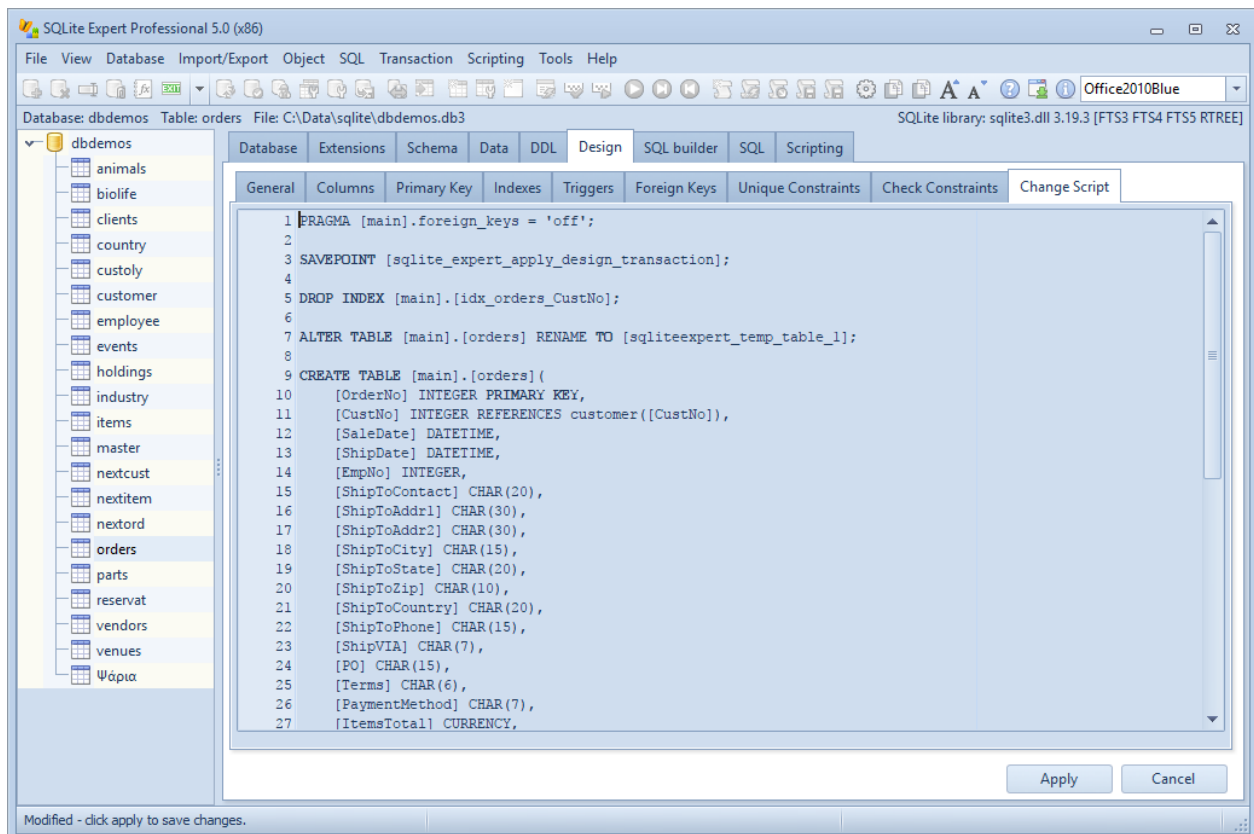 SQLite Expert Professional 5.0 (x86)
File View Database Import/Export Object SQL Transaction Scripting Tools Help
EXIT
Office2010Blue
Database: dbdemos Table: orders File: C:\Data\sqlite\dbdemos.db3
SQLite library: sqlite3.dll 3.19.3 [FTS3 FTS4 FTS5 RTREE]
dbdemos
animals
biolife
clients
country
custoly
customer
employee
events
holdings
industry
items
master
nextcust
nextitem
nextord
orders
parts
reservat
vendors
venues
Ψάρια
Database Extensions Schema Data DDL Design SQL builder SQL Scripting
General Columns Primary Key Indexes Triggers Foreign Keys Unique Constraints Check Constraints Change Script
1 PRAGMA [main].foreign_keys = 'off';
2
3 SAVEPOINT [sqlite_expert_apply_design_transaction];
4
5 DROP INDEX [main].[idx_orders_CustNo];
6
7 ALTER TABLE [main].[orders] RENAME TO [sqliteexpert_temp_table_1];
8
9 CREATE TABLE [main].[orders](
10 [OrderNo] INTEGER PRIMARY KEY,
11 [CustNo] INTEGER REFERENCES customer([CustNo]),
12 [SaleDate] DATETIME,
13 [ShipDate] DATETIME,
14 [EmpNo] INTEGER,
15 [ShipToContact] CHAR(20),
16 [ShipToAddr1] CHAR(30),
17 [ShipToAddr2] CHAR(30),
18 [ShipToCity] CHAR(15),
19 [ShipToState] CHAR(20),
20 [ShipToZip] CHAR(10),
21 [ShipToCountry] CHAR(20),
22 [ShipToPhone] CHAR(15),
23 [ShipVIA] CHAR(7),
24 [PO] CHAR(15),
25 [Terms] CHAR(6),
26 [PaymentMethod] CHAR(7),
27 [ItemsTotal] CURRENCY,
Apply Cancel
Modified - click apply to save changes.